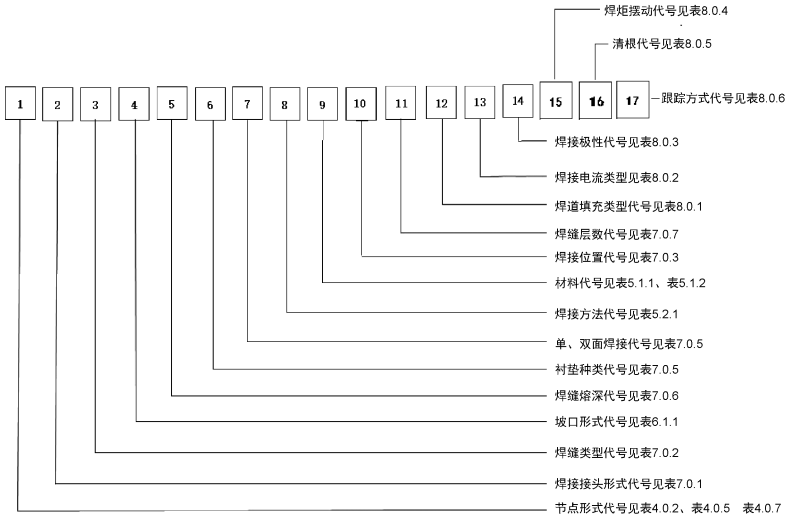 焊炬摆动代号见表8.0.4
清根代号见表8.0.5
1 2 3 4 5 6 7 8 9 10 11 12 13 14 15 16 17 跟踪方式代号见表8.0.6
焊接极性代号见表8.0.3
焊接电流类型见表8.0.2
焊道填充类型代号见表8.0.1
焊缝层数代号见表7.0.7
焊接位置代号见表7.0.3
材料代号见表5.1.1、表5.1.2
焊接方法代号见表5.2.1
单、双面焊接代号见表7.0.5
衬垫种类代号见表7.0.5
焊缝熔深代号见表7.0.6
坡口形式代号见表6.1.1
焊缝类型代号见表7.0.2
焊接接头形式代号见表7.0.1
节点形式代号见表4.0.2、表4.0.5 表4.0.7